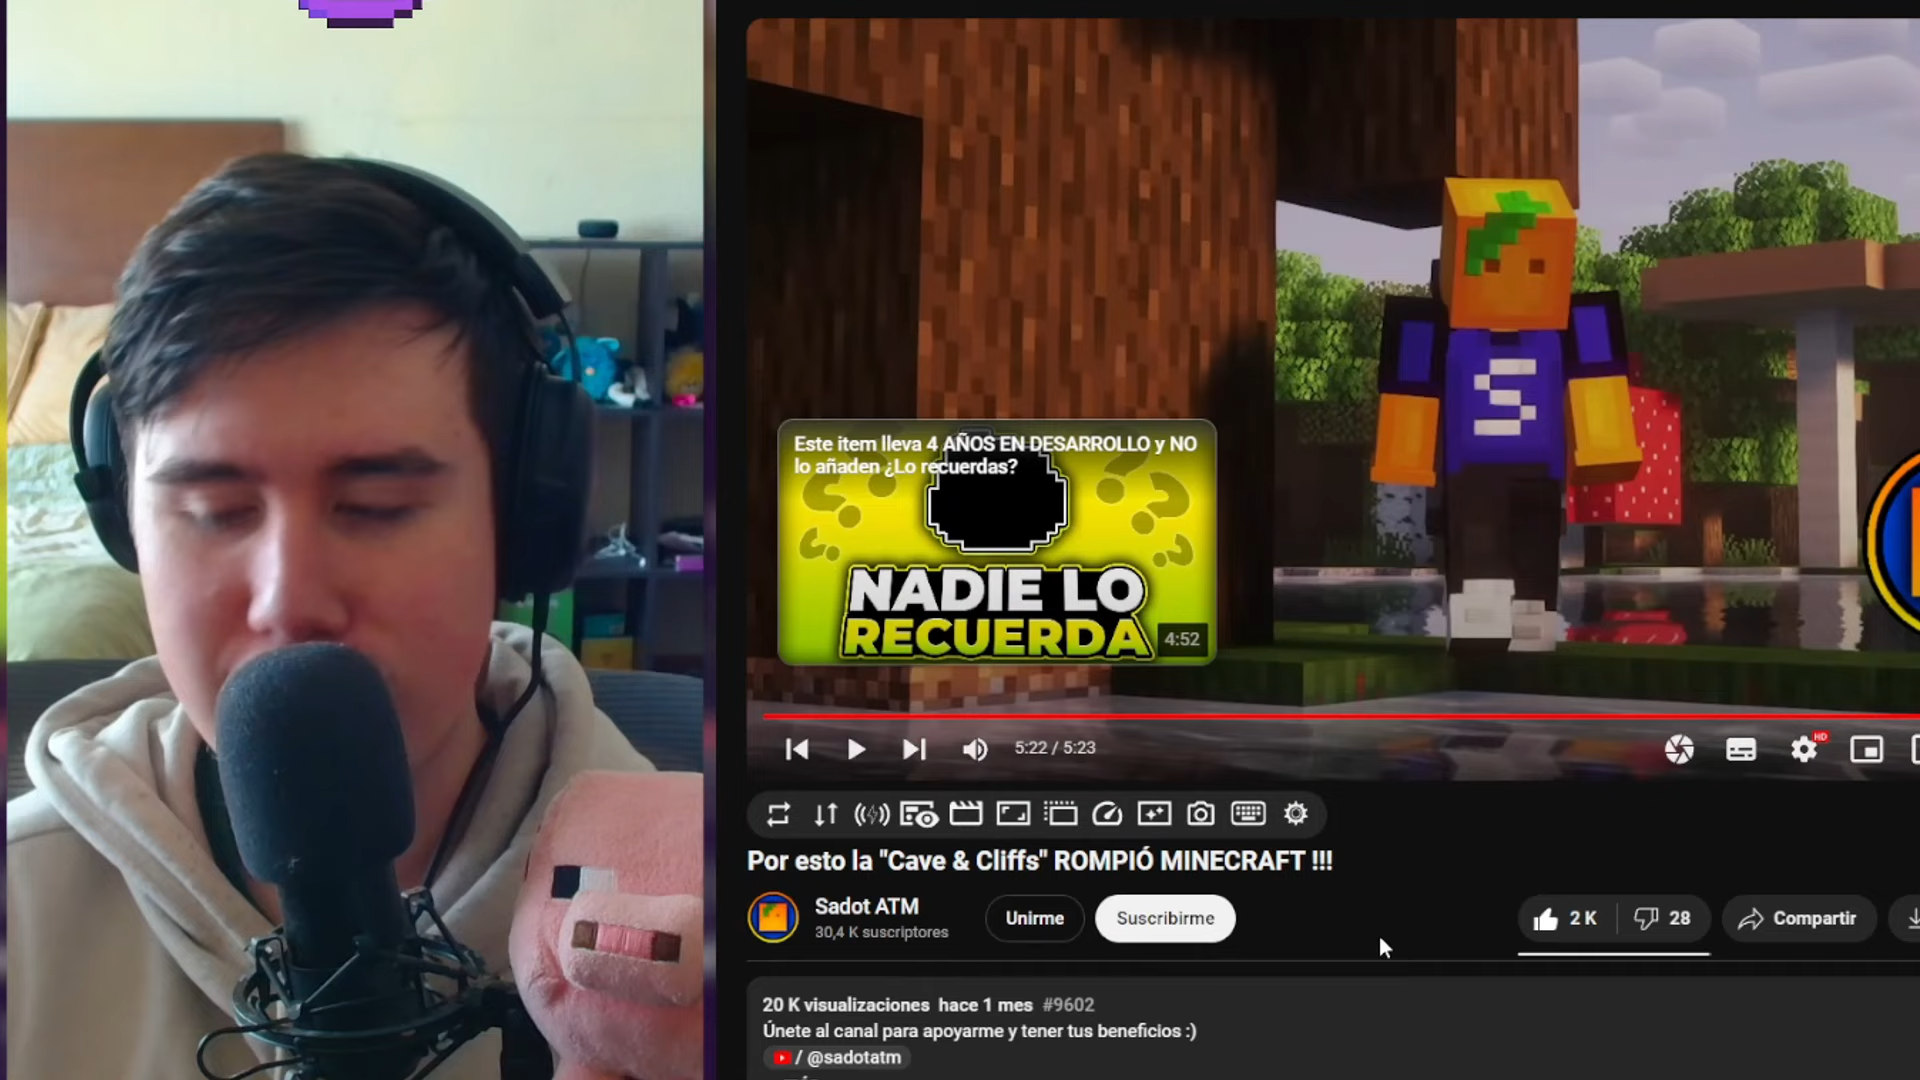 S
Este item lleva 4 AÑOS EN DESARROLLO y NO
lo añaden ¿Lo recuerdas?
NADIE LO
RECUERDA
4:52
5:22 / 5:23
HD
Por esto la "Cave & Cliffs" ROMPIÓ MINECRAFT !!!
Sadot ATM
30,4 K suscriptores
Unirme
Suscribirme
2 K
28
Compartir
20 K visualizaciones hace 1 mes #9602
Únete al canal para apoyarme y tener tus beneficios :)
/ @sadotatm